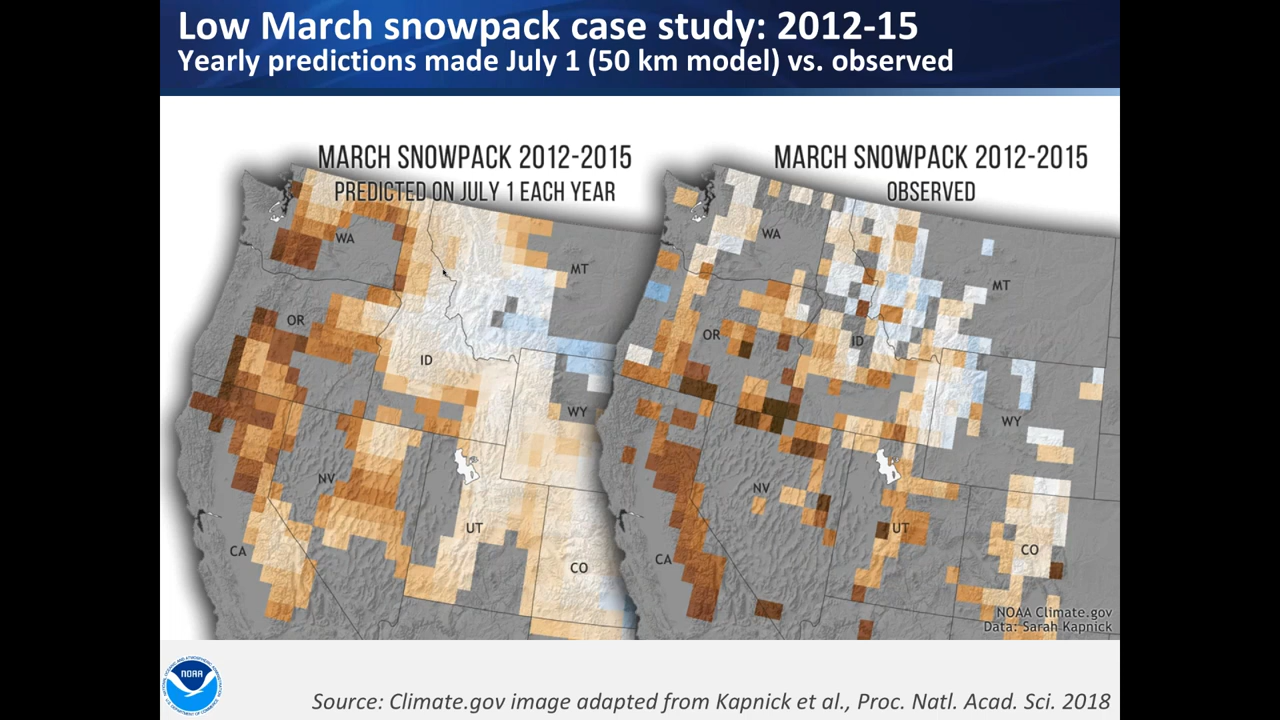 Low March snowpack case study: 2012-15
Yearly predictions made July 1 (50 km model) vs. observed
MARCH SNOWPACK 2012-2015
PREDICTED ON JULY 1 EACH YEAR
WA
MT
OR
ID
WY
NV
UT
CA
CO
MARCH SNOWPACK 2012-2015
OBSERVED
WA
MT
OR
ID
WY
NV
UT
CA
CO
NOAA Climate.gov
Data: Sarah Kapnick
NOAA
Source: Climate.gov image adapted from Kapnick et al., Proc. Natl. Acad. Sci. 2018